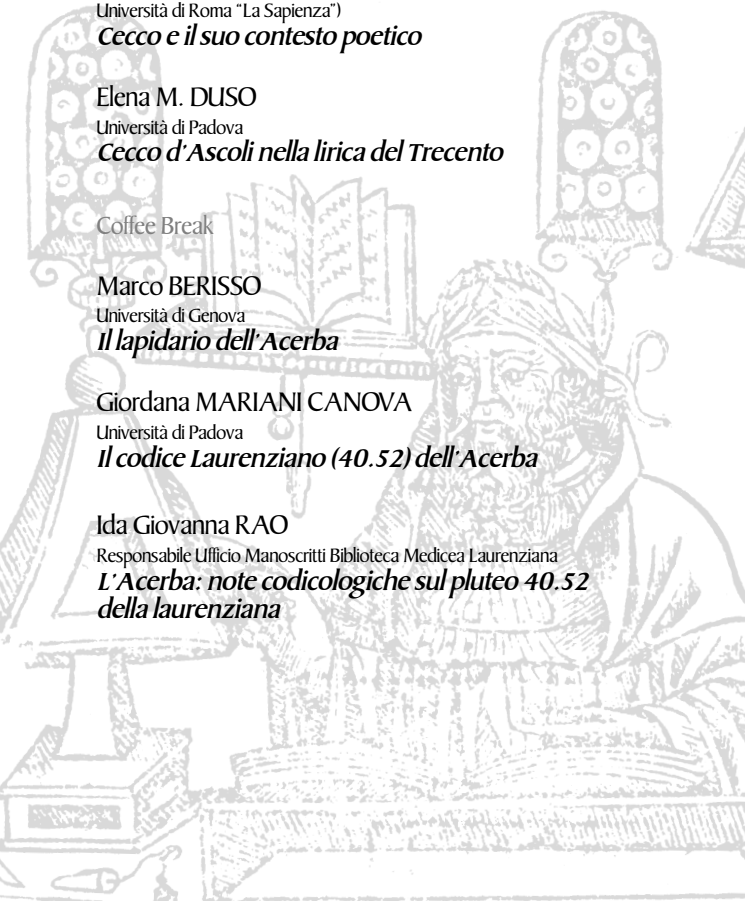 Università di Roma “La Sapienza”)
Cecco e il suo contesto poetico
Elena M. DUSO
Università di Padova
Cecco d'Ascoli nella lirica del Trecento
Coffee Break
Marco BERISSO
Università di Genova
Il lapidario dell'Acerba
Giordana MARIANI CANOVA
Università di Padova
Il codice Laurenziano (40.52) dell'Acerba
Ida Giovanna RAO
Responsabile Ufficio Manoscritti Biblioteca Medicea Laurenziana
L'Acerba: note codicologiche sul pluteo 40.52
della laurenziana